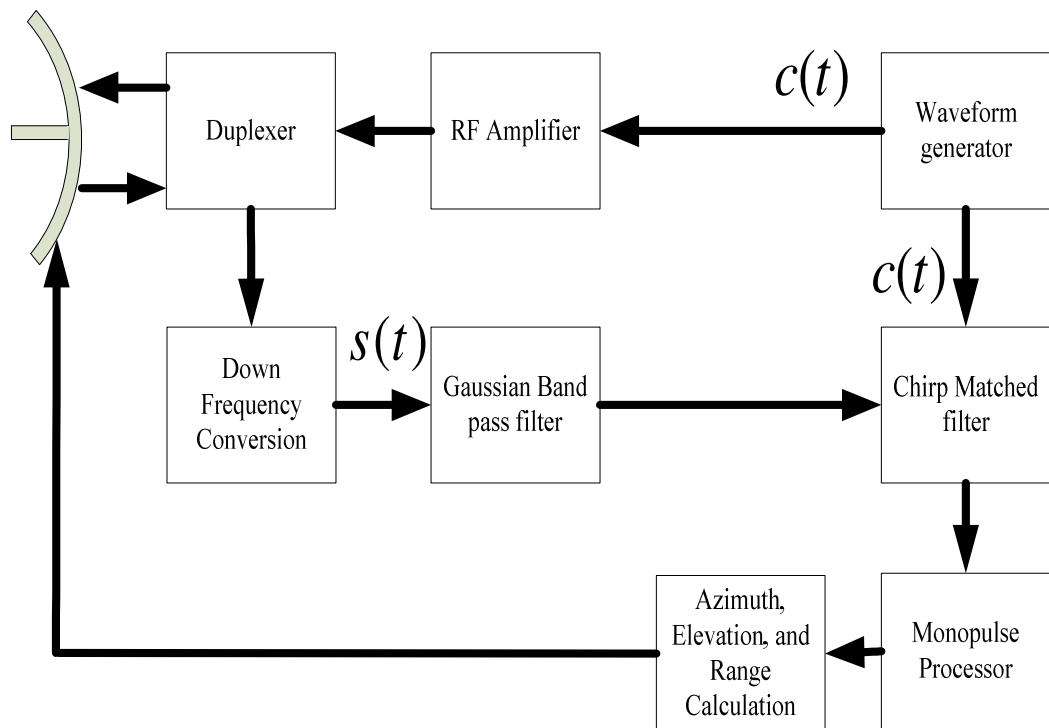 c(t)
Duplexer
RF Amplifier
Waveform
generator
c(t)
s(t)
Down
Frequency
Conversion
Gaussian Band
pass filter
Chirp Matched
filter
Azimuth,
Elevation, and
Range
Calculation
Monopulse
Processor